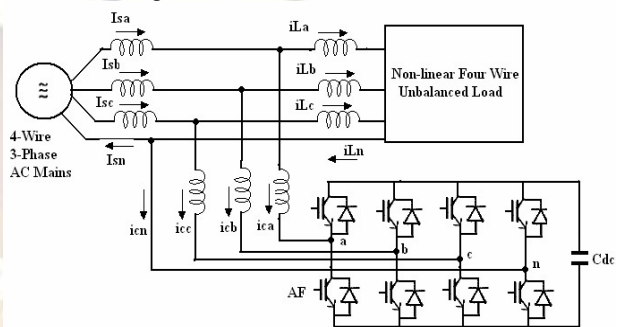 Isa
iLa
Isb
iLb
Isc
iLc
Non-linear Four Wire
Unbalanced Load
4-Wire
3-Phase
AC Mains
Isn
iLn
icn
icc
icb
ica
a
b
c
n
Cdc
AF